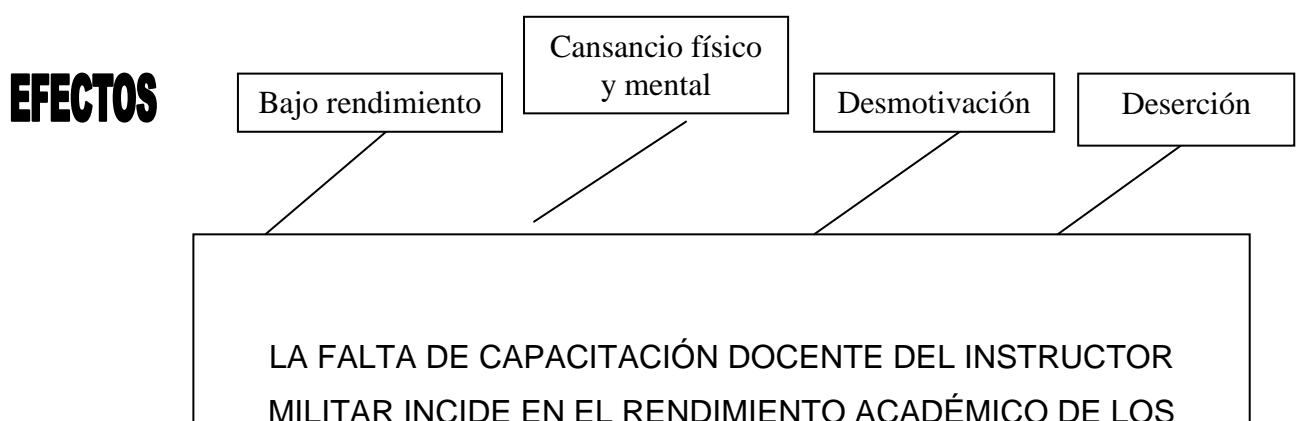 EFECTOS
Bajo rendimiento
Cansancio físico
y mental
Desmotivación
Deserción
LA FALTA DE CAPACITACIÓN DOCENTE DEL INSTRUCTOR
MILITAR INCIDE EN EL RENDIMIENTO ACADÉMICO DE LOS